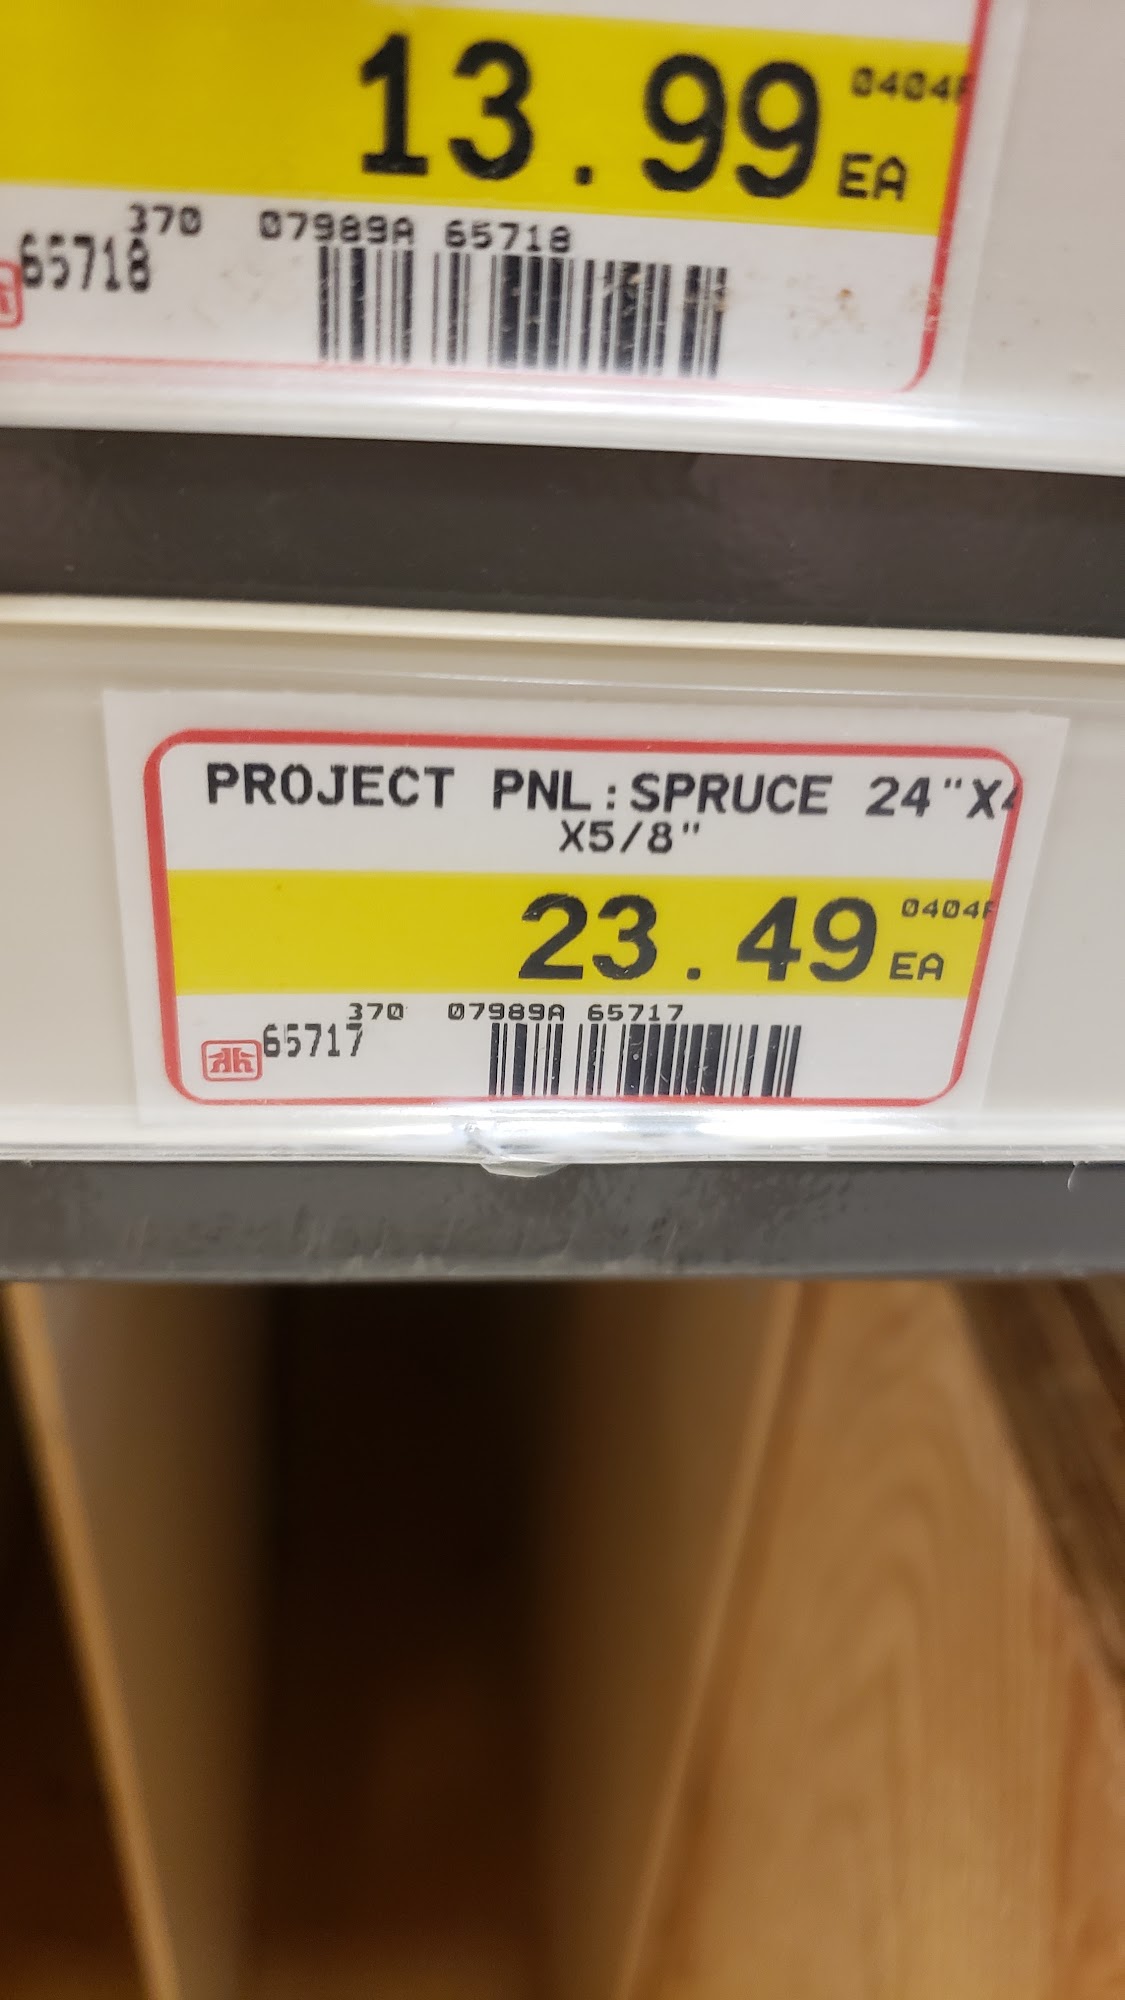 13.99 0404
EA
370 07989A 65718
65718
PROJECT PNL:SPRUCE 24"X
X5/8"
23.49 0404
EA
370 07989A 65717
hh 65717